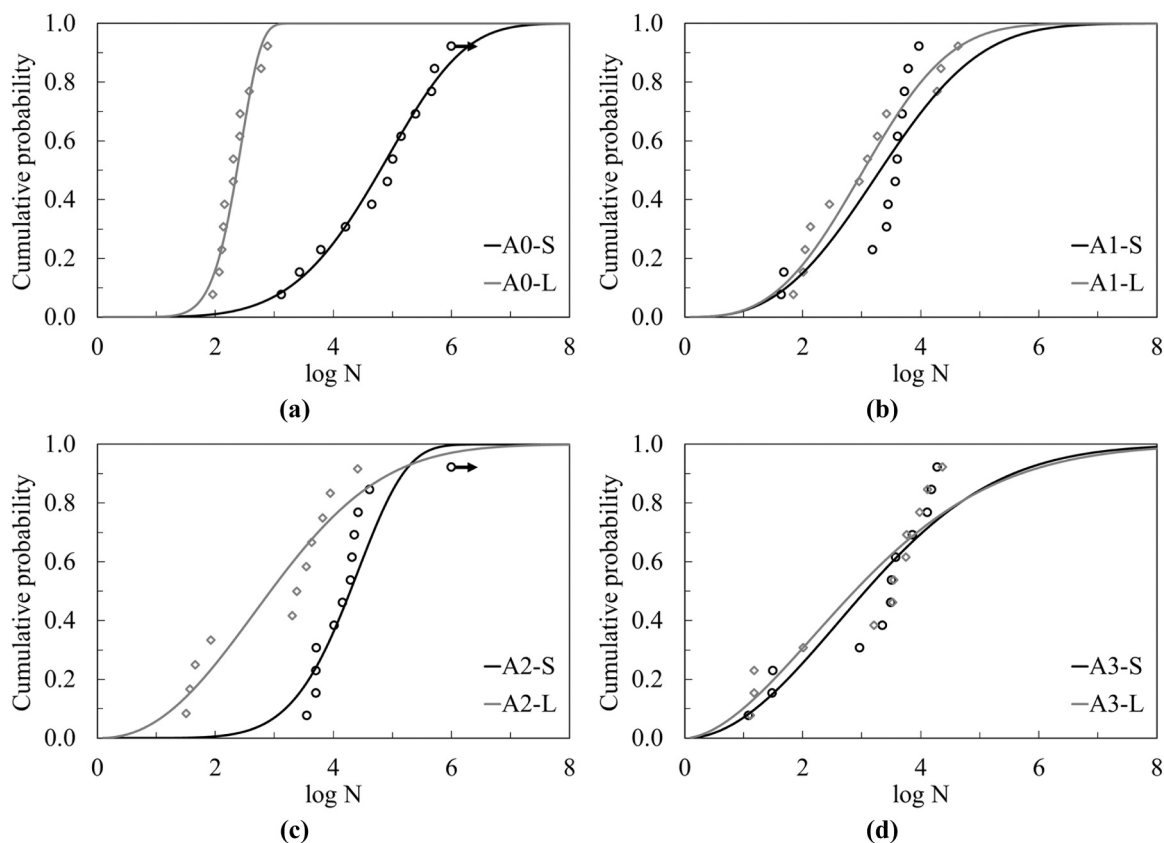 Cumulative probability
1.0
0.8
0.6
0.4
0.2
0.0
A0-S
A0-L
0 2 4 6 8
log N
(a)
Cumulative probability
1.0
0.8
0.6
0.4
0.2
0.0
A1-S
A1-L
0 2 4 6 8
log N
(b)
Cumulative probability
1.0
0.8
0.6
0.4
0.2
0.0
A2-S
A2-L
0 2 4 6 8
log N
(c)
Cumulative probability
1.0
0.8
0.6
0.4
0.2
0.0
A3-S
A3-L
0 2 4 6 8
log N
(d)